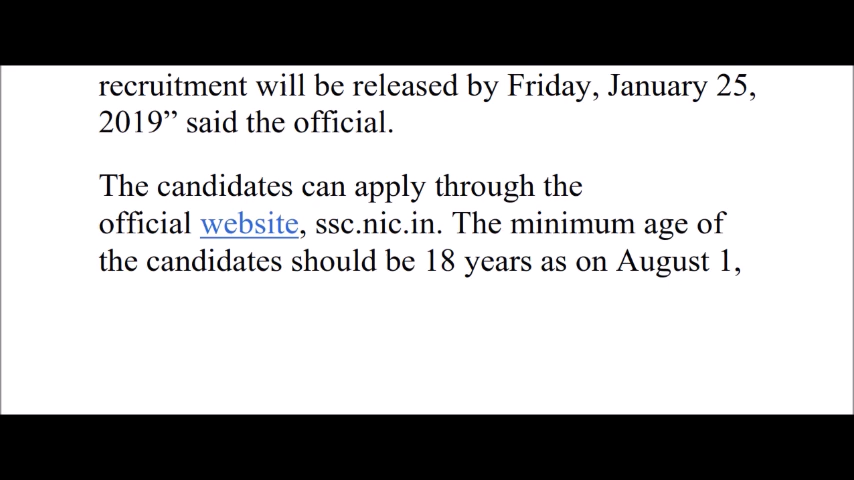 recruitment will be released by Friday, January 25,
2019” said the official.
The candidates can apply through the
official website, ssc.nic.in. The minimum age of
the candidates should be 18 years as on August 1,